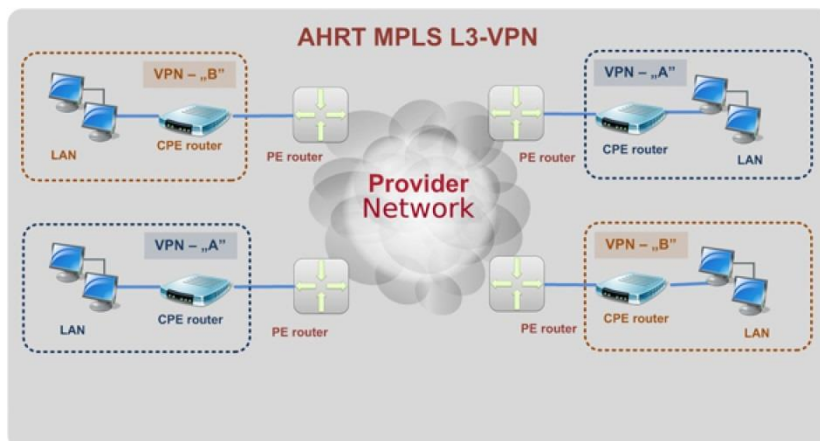 AHRT MPLS L3-VPN
VPN – „B”
LAN
CPE router
PE router
VPN – „A”
PE router
CPE router
LAN
Provider
Network
VPN – „A”
LAN
CPE router
PE router
VPN – „B”
PE router
CPE router
LAN